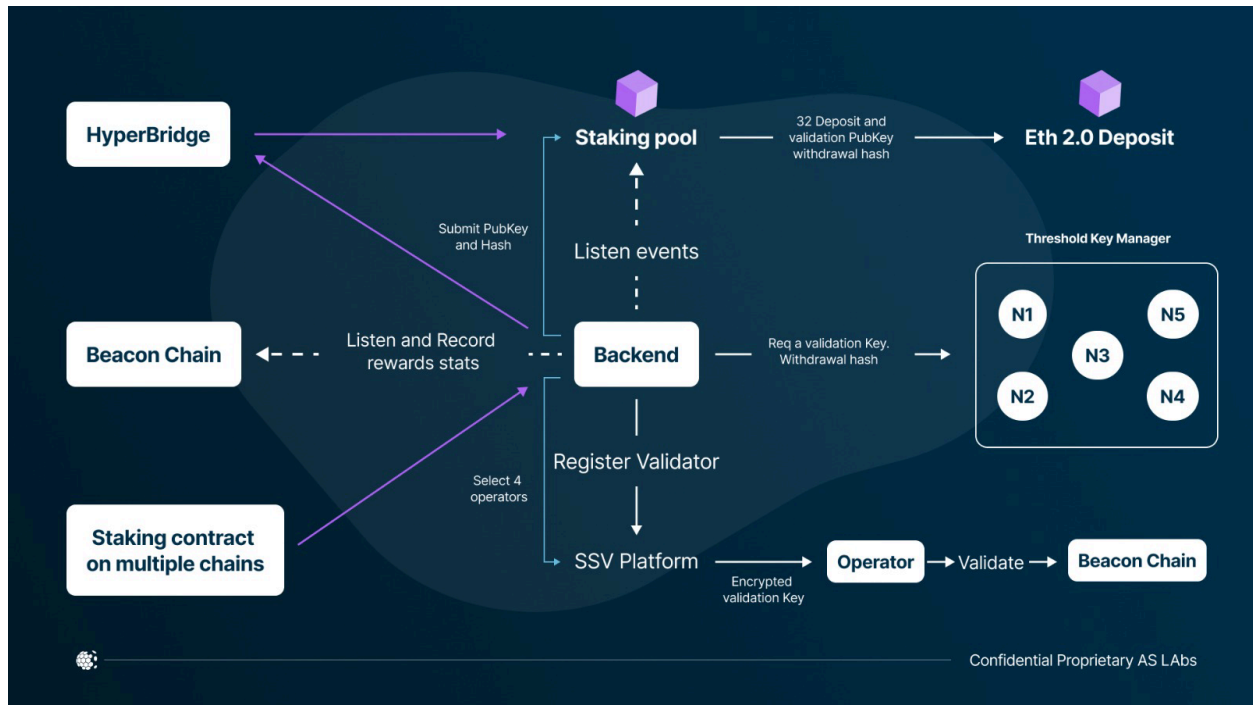 HyperBridge
Staking pool
32 Deposit and
validation PubKey
withdrawal hash
Eth 2.0 Deposit
Submit PubKey
and Hash
Listen events
Threshold Key Manager
N1
N5
N3
N2
N4
Beacon Chain
Listen and Record
rewards stats
Backend
Req a validation Key.
Withdrawal hash
Register Validator
Select 4
operators
Staking contract
on multiple chains
SSV Platform
Encrypted
validation Key
Operator
Validate
Beacon Chain
Confidential Proprietary AS LAbs